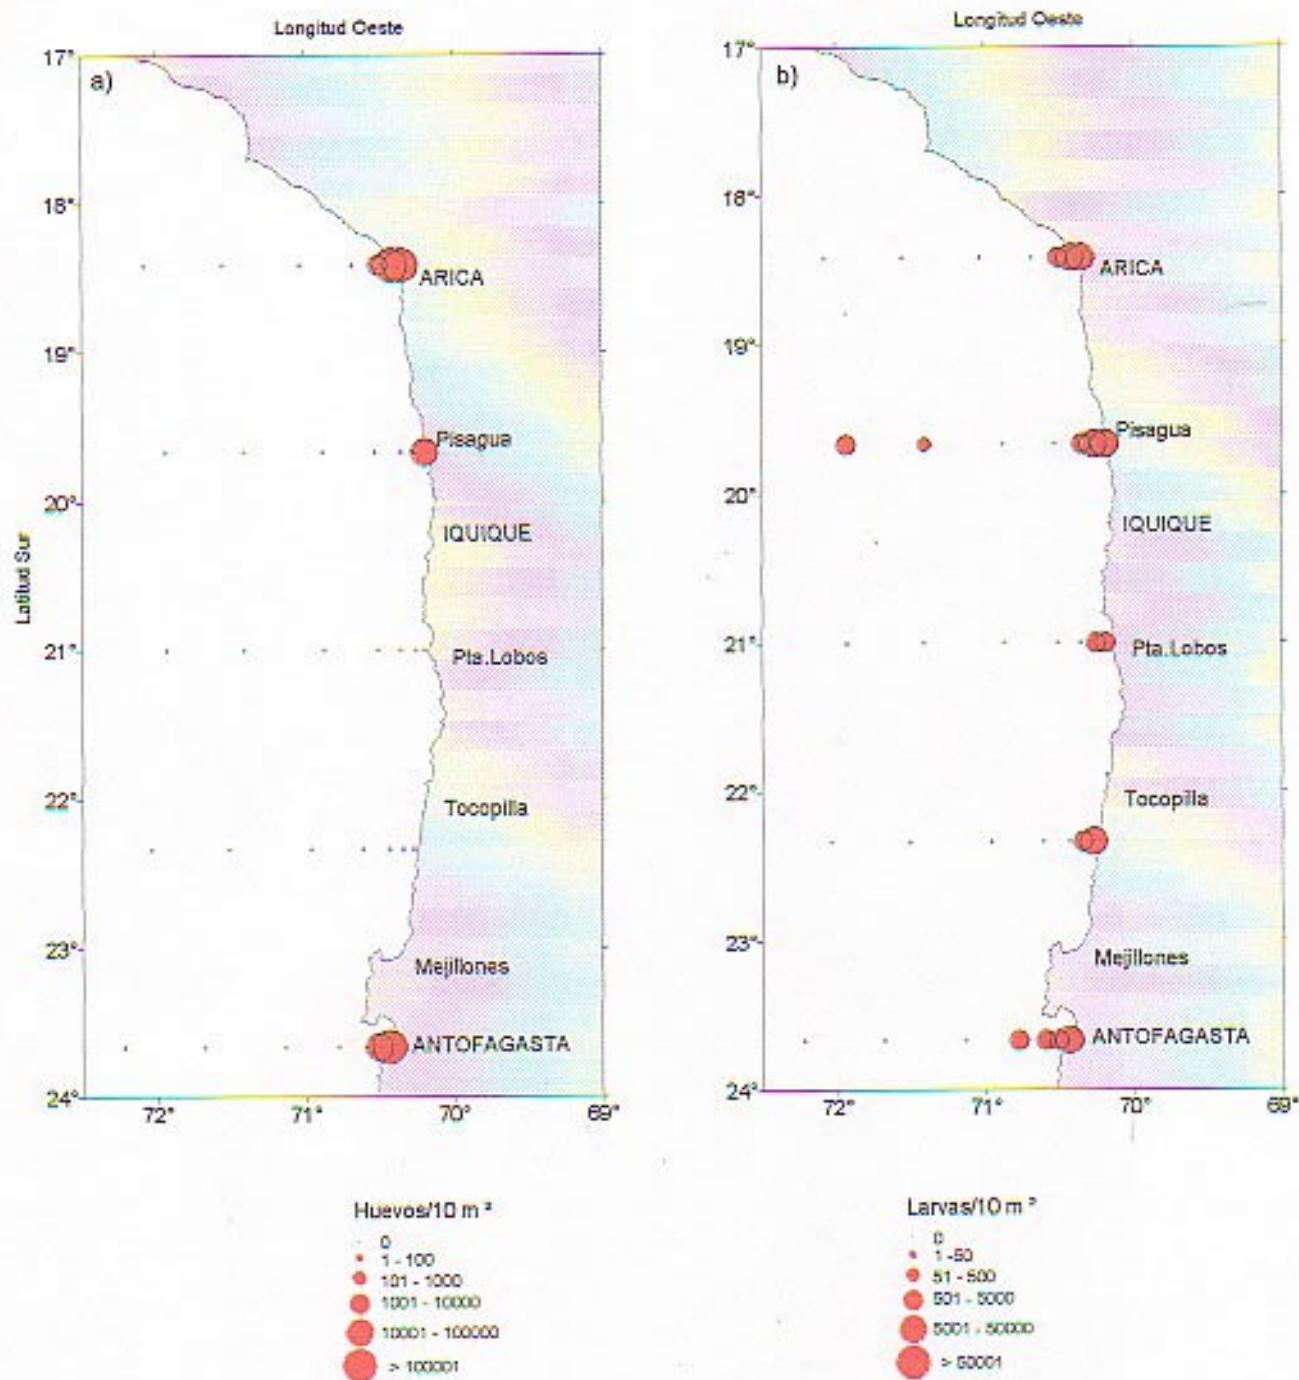 Longitud Oeste
17°
a)
18°
ARICA
19°
Pisagua
20°
IQUIQUE
Latitud Sur
21°
Pta.Lobos
22°
Tocopilla
23°
Mejillones
ANTOFAGASTA
24°
72°
71°
70°
69°
Huevos/10 m²
0
1 - 100
101 - 1000
1001 - 10000
10001 - 100000
> 100001
Longitud Oeste
17°
b)
18°
ARICA
19°
Pisagua
20°
IQUIQUE
21°
Pta.Lobos
22°
Tocopilla
23°
Mejillones
ANTOFAGASTA
24°
72°
71°
70°
69°
Larvas/10 m²
0
1 -50
51 - 500
501 - 5000
5001 - 50000
> 50001